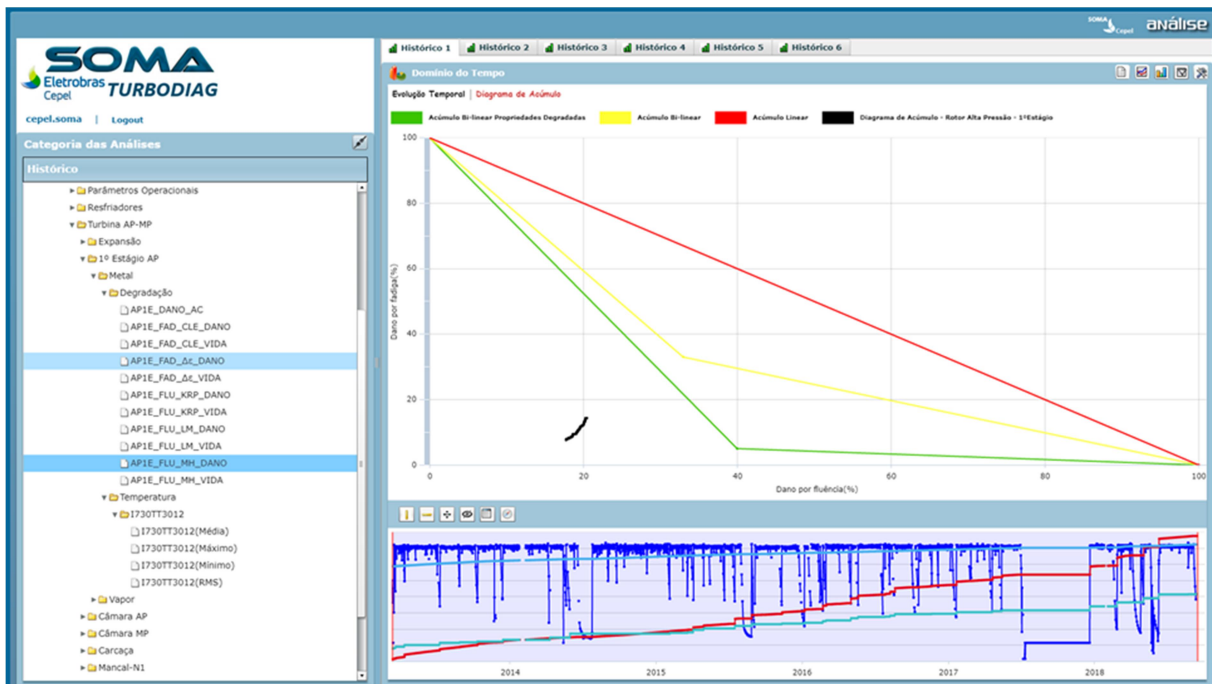 SOMA
Cepel
análise
SOMA
Eletrobras
Cepel
TURBODIAG
cepel.soma | Logout
Categoria das Análises
Histórico
Parâmetros Operacionais
Resfriadores
Turbina AP-MP
Expansão
1º Estágio AP
Metal
Degradação
AP1E_DANO_AC
AP1E_FAD_CLE_DANO
AP1E_FAD_CLE_VIDA
AP1E_FAD_Δε_DANO
AP1E_FAD_Δε_VIDA
AP1E_FLU_KRP_DANO
AP1E_FLU_KRP_VIDA
AP1E_FLU_LM_DANO
AP1E_FLU_LM_VIDA
AP1E_FLU_MH_DANO
AP1E_FLU_MH_VIDA
Temperatura
I730TT3012
I730TT3012(Média)
I730TT3012(Máximo)
I730TT3012(Mínimo)
I730TT3012(RMS)
Vapor
Câmara AP
Câmara MP
Carcaça
Mancal-N1
Histórico 1 Histórico 2 Histórico 3 Histórico 4 Histórico 5 Histórico 6
Domínio do Tempo
Evolução Temporal | Diagrama de Acúmulo
Acúmulo Bi-linear Propriedades Degradadas Acúmulo Bi-linear Acúmulo Linear Diagrama de Acúmulo - Rotor Alta Pressão - 1ºEstágio
100
80
60
40
20
0
Dano por fadiga(%)
0 20 40 60 80 100
Dano por fluência(%)
2014 2015 2016 2017 2018